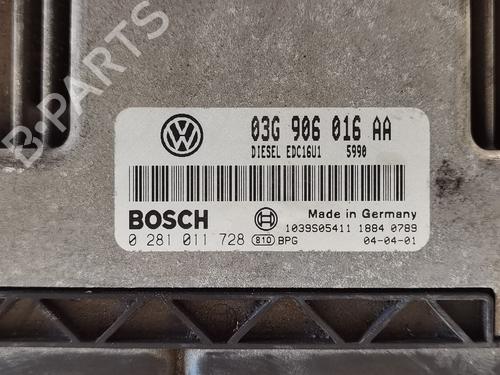 B-PARTS
03G 906 016 AA
DIESEL EDC16U1 5990
BOSCH
Made in Germany
1039S05411 1884 0789
0 281 011 728 810 BPG 04-04-01